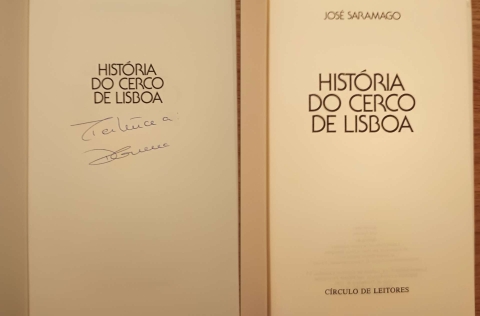 HISTÓRIA
DO CERCO
DE LISBOA
Pertence a
JOSÉ SARAMAGO
HISTÓRIA
DO CERCO
DE LISBOA
CÍRCULO DE LEITORES